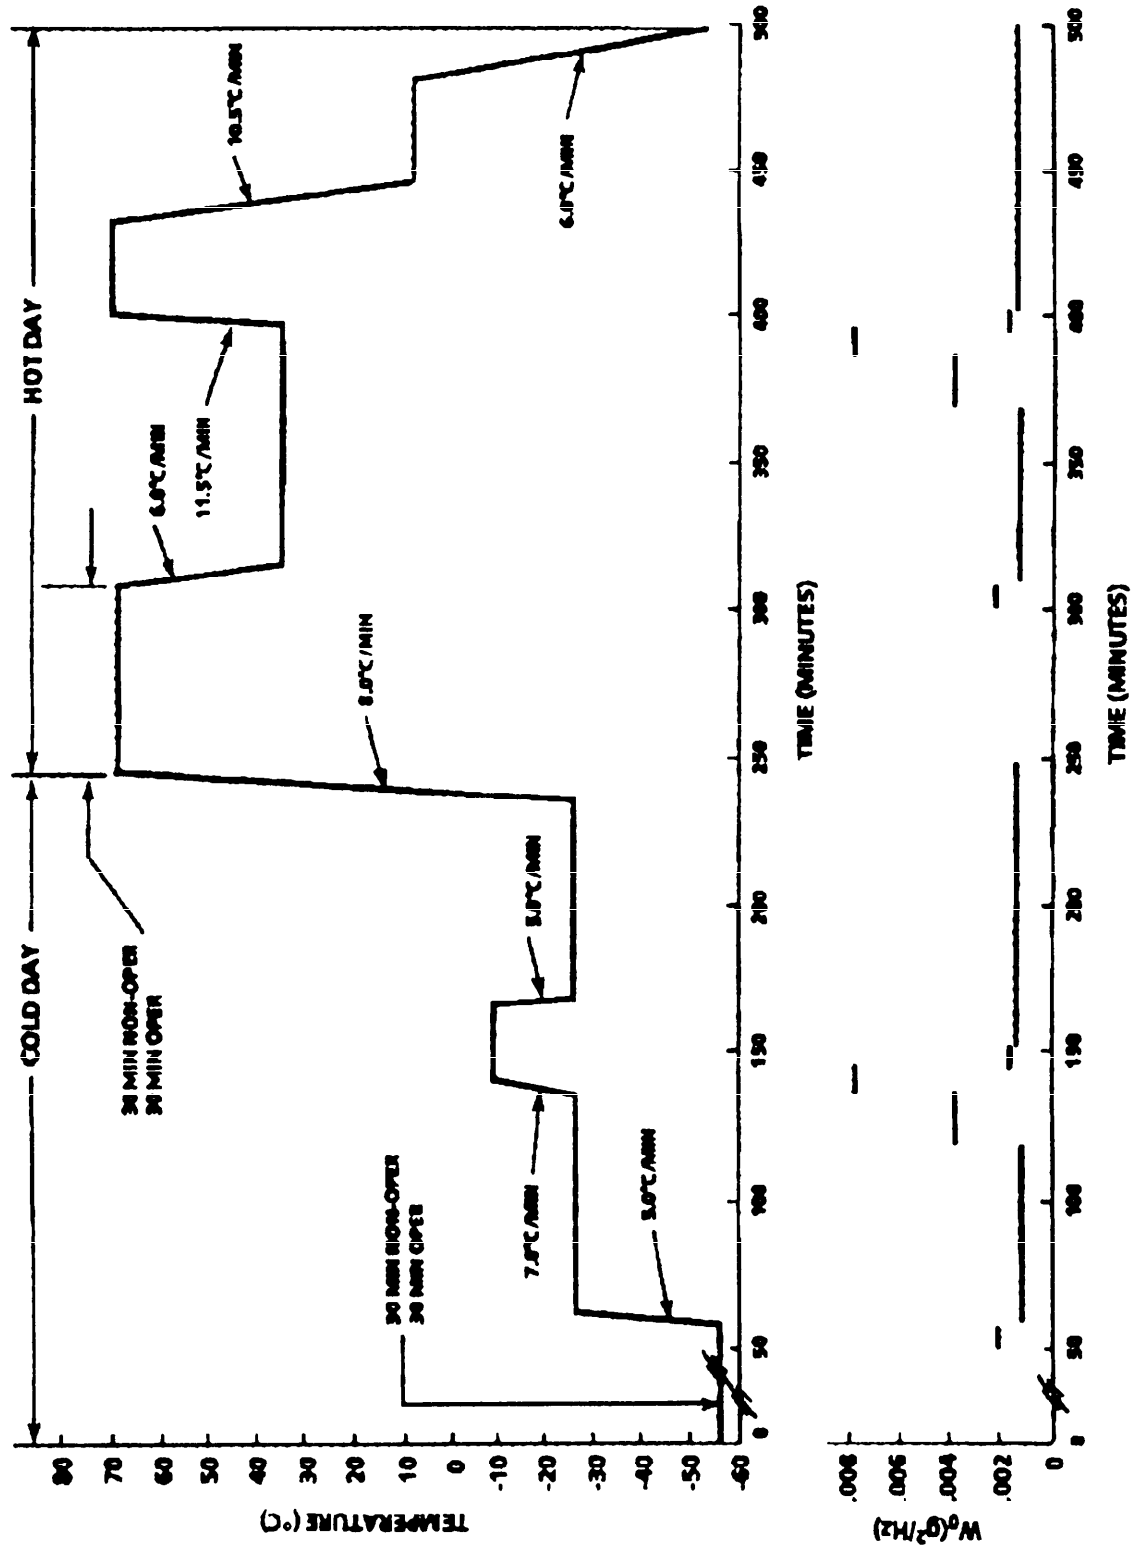 COLD DAY
HOT DAY
30 MIN NON-OPER
30 MIN OPER
30 MIN NON-OPER
30 MIN OPER
5.0°C/MIN
7.0°C/MIN
5.0°C/MIN
8.0°C/MIN
6.0°C/MIN
11.5°C/MIN
10.5°C/MIN
6.0°C/MIN
TEMPERATURE (°C)
80
70
60
50
40
30
20
10
0
-10
-20
-30
-40
-50
-60
0
50
100
150
200
250
300
350
400
450
500
TIME (MINUTES)
W₀(g²/Hz)
.008
.006
.004
.002
0
0
50
100
150
200
250
300
350
400
450
500
TIME (MINUTES)